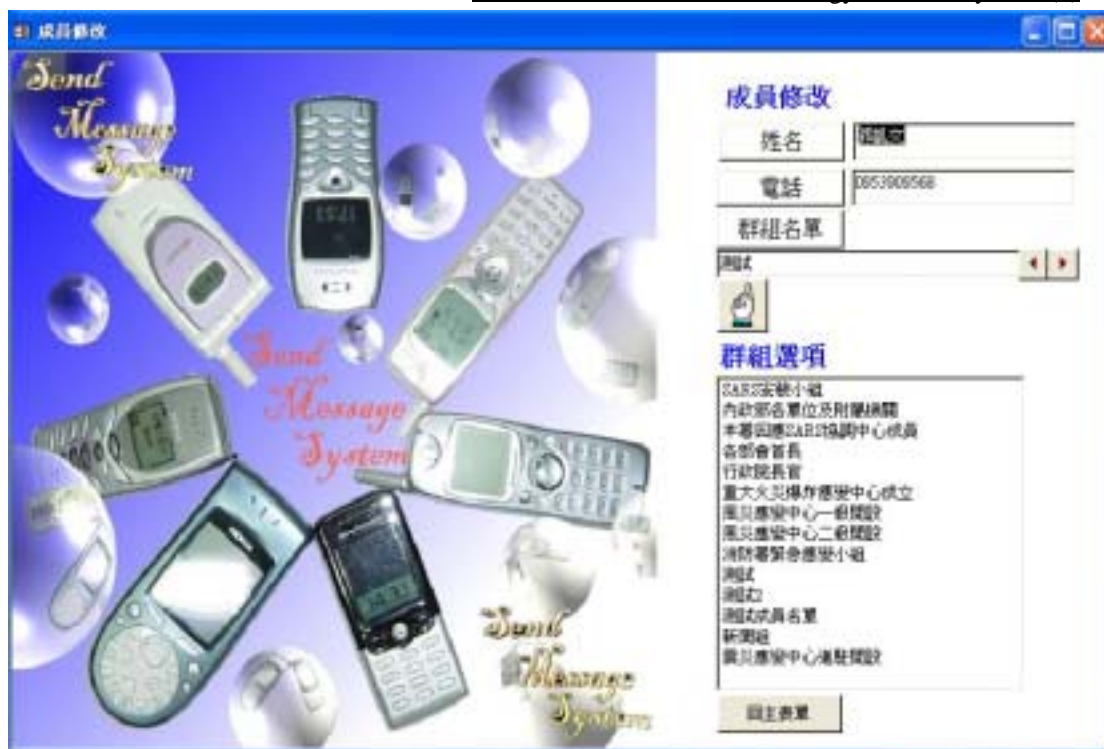 成員修改
Send
Message
System
成員修改
姓名
電話
0953909568
群組名單
測試
Send
Message
System
群組選項
SARS安檢小組
內政部各單位及附屬機關
本署因應SARS協調中心成員
各部會首長
行政院長官
重大火災爆炸應變中心成立
風災應變中心一級開設
風災應變中心二級開設
消防署緊急應變小組
測試
測試2
測試成員名單
新聞組
震災應變中心進駐開設
Send
Message
System
回主表單